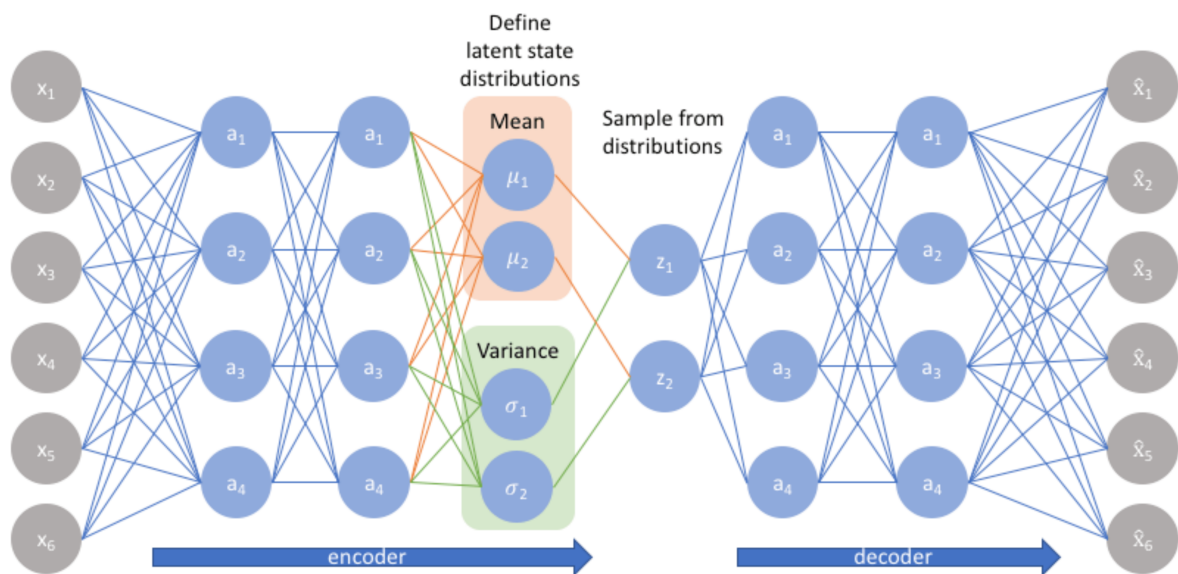 Define
latent state
distributions
Mean
Sample from
distributions
Variance
x₁
x₂
x₃
x₄
x₅
x₆
a₁
a₂
a₃
a₄
a₁
a₂
a₃
a₄
μ₁
μ₂
σ₁
σ₂
z₁
z₂
a₁
a₂
a₃
a₄
a₁
a₂
a₃
a₄
x̂₁
x̂₂
x̂₃
x̂₄
x̂₅
x̂₆
encoder
decoder